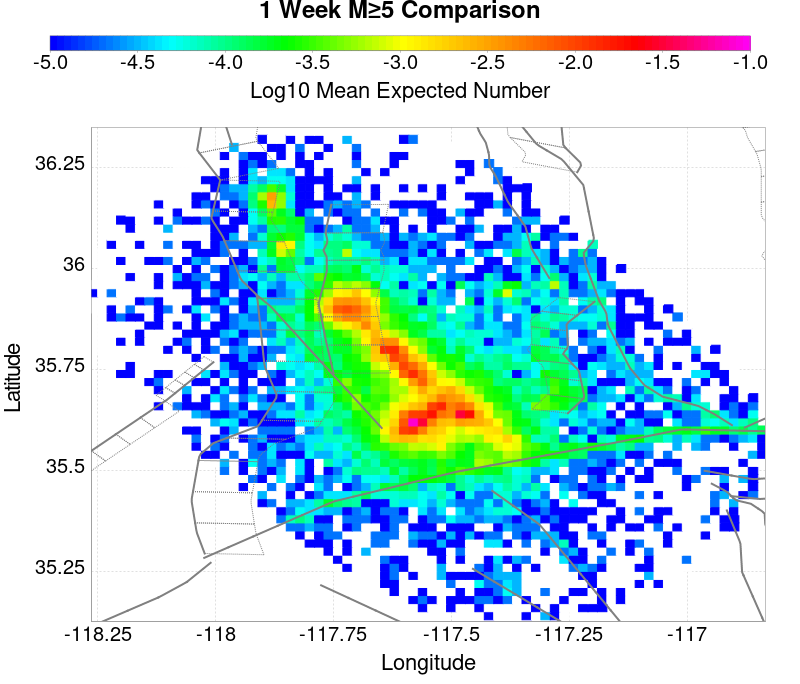 1 Week M≥5 Comparison
-5.0 -4.5 -4.0 -3.5 -3.0 -2.5 -2.0 -1.5 -1.0
Log10 Mean Expected Number
36.25
36
35.75
35.5
35.25
Latitude
-118.25 -118 -117.75 -117.5 -117.25 -117
Longitude